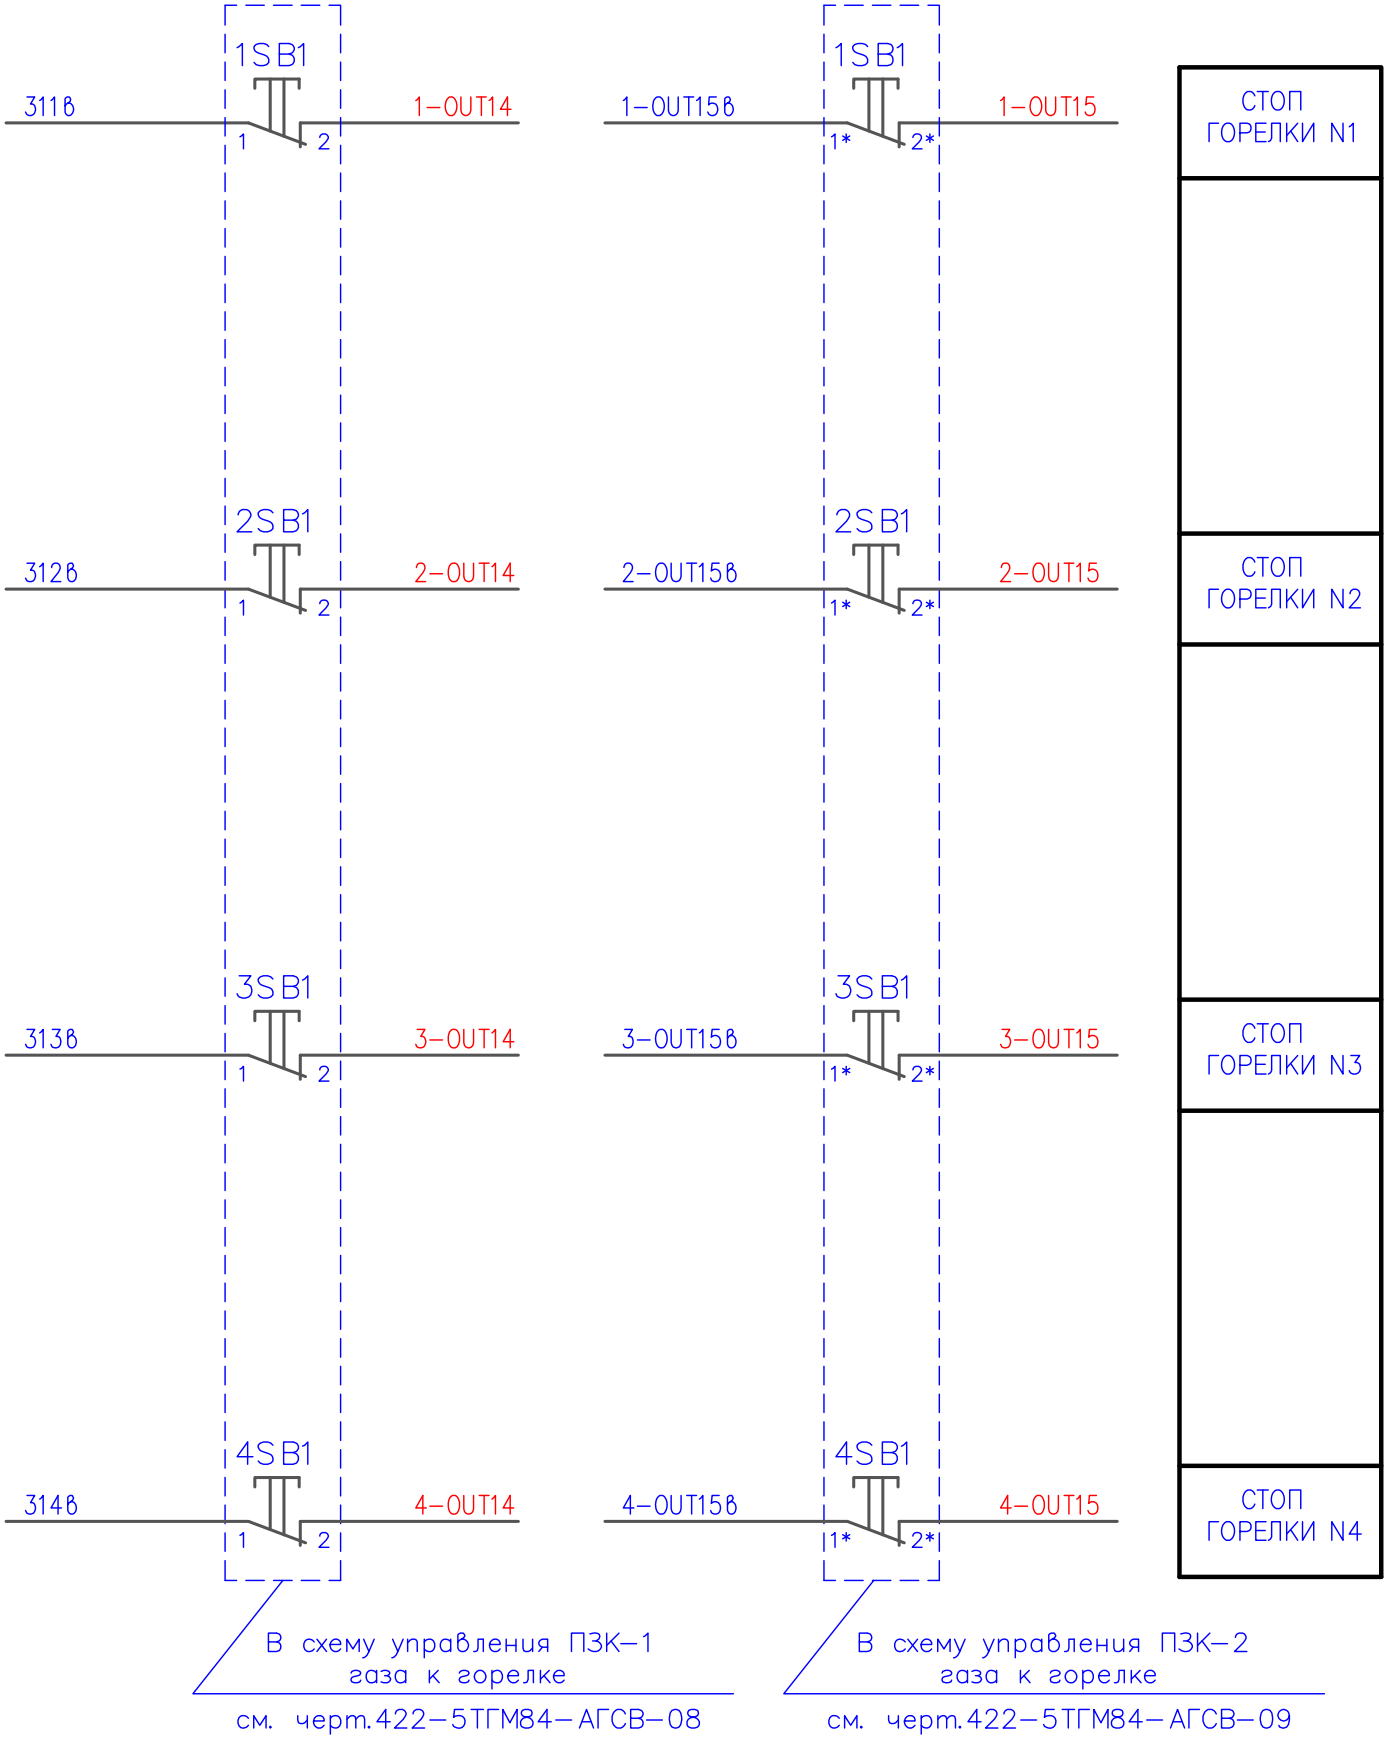 1SB1
1SB1
311в
1-OUT14
1-OUT15в
1-OUT15
СТОП
ГОРЕЛКИ N1
1
2
1*
2*
2SB1
2SB1
312в
2-OUT14
2-OUT15в
2-OUT15
СТОП
ГОРЕЛКИ N2
1
2
1*
2*
3SB1
3SB1
313в
3-OUT14
3-OUT15в
3-OUT15
СТОП
ГОРЕЛКИ N3
1
2
1*
2*
4SB1
4SB1
314в
4-OUT14
4-OUT15в
4-OUT15
СТОП
ГОРЕЛКИ N4
1
2
1*
2*
В схему управления ПЗК-1
газа к горелке
см. черт.422-5ТГМ84-АГСВ-08
В схему управления ПЗК-2
газа к горелке
см. черт.422-5ТГМ84-АГСВ-09